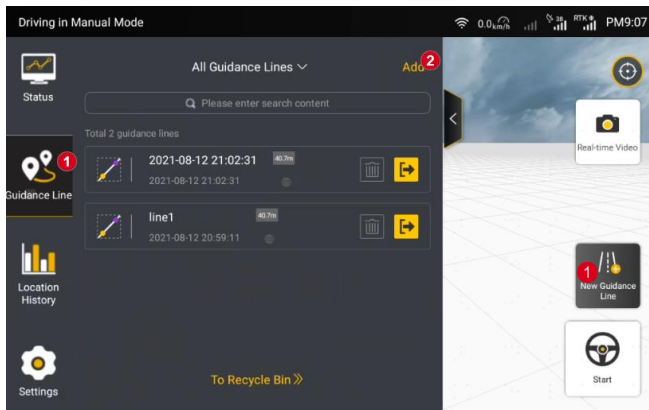 Driving in Manual Mode
0.0km/h
38
RTK
PM9:07
Status
All Guidance Lines
Add
2
Please enter search content
Total 2 guidance lines
1
Guidance Line
2021-08-12 21:02:31
40.7m
2021-08-12 21:02:31
line1
40.7m
2021-08-12 20:59:11
Location
History
To Recycle Bin
Settings
Real-time Video
1
New Guidance
Line
Start